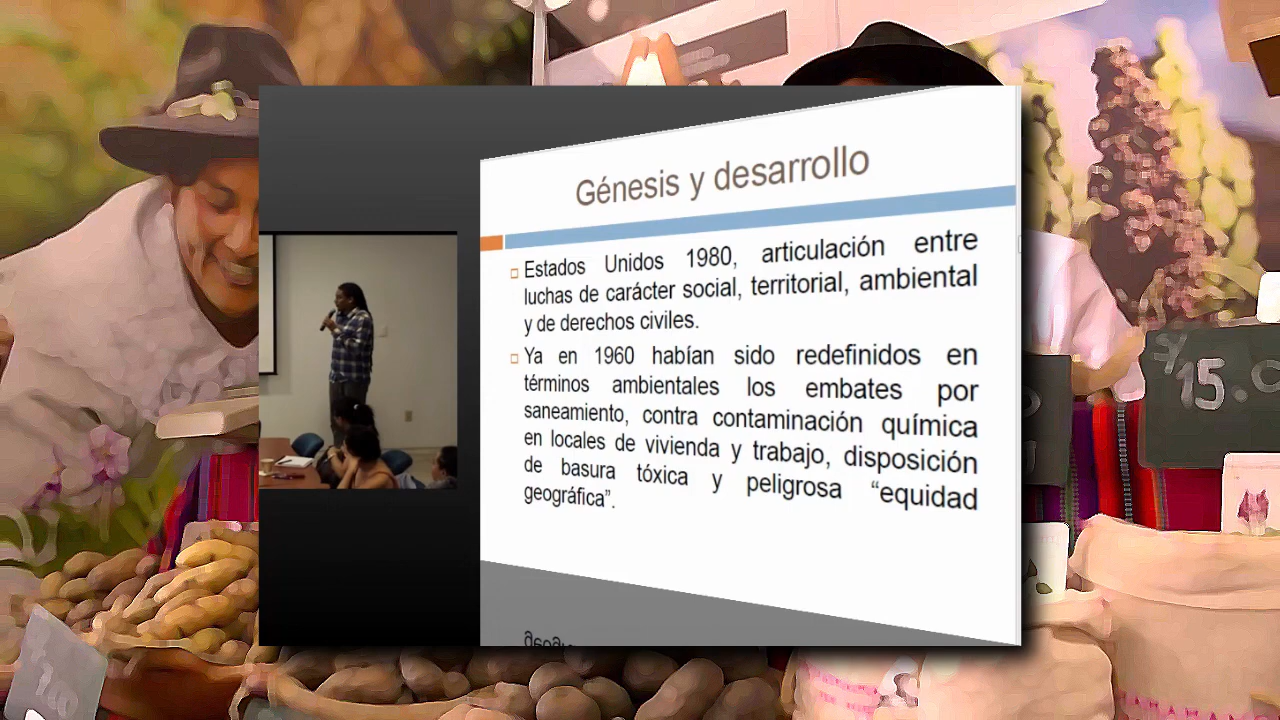 Génesis y desarrollo
Estados Unidos 1980, articulación entre
luchas de carácter social, territorial, ambiental
y de derechos civiles.
Ya en 1960 habían sido redefinidos en
términos ambientales los embates por
saneamiento, contra contaminación química
en locales de vivienda y trabajo, disposición
de basura tóxica y peligrosa “equidad
geográfica”.
S/
15.0